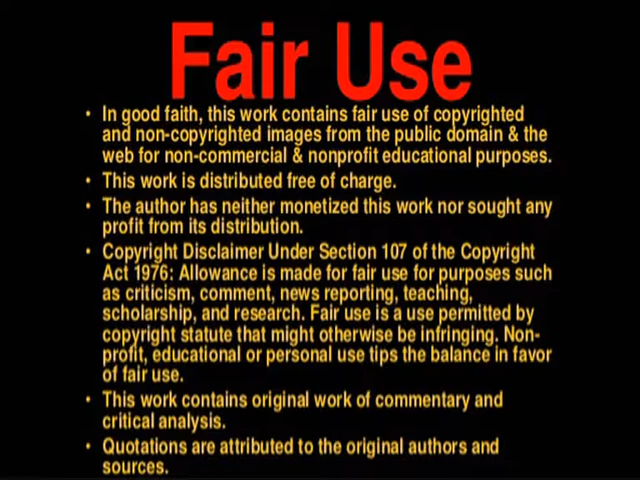 Fair Use
• In good faith, this work contains fair use of copyrighted
and non-copyrighted images from the public domain & the
web for non-commercial & nonprofit educational purposes.
• This work is distributed free of charge.
• The author has neither monetized this work nor sought any
profit from its distribution.
• Copyright Disclaimer Under Section 107 of the Copyright
Act 1976: Allowance is made for fair use for purposes such
as criticism, comment, news reporting, teaching,
scholarship, and research. Fair use is a use permitted by
copyright statute that might otherwise be infringing. Non-
profit, educational or personal use tips the balance in favor
of fair use.
• This work contains original work of commentary and
critical analysis.
• Quotations are attributed to the original authors and
sources.